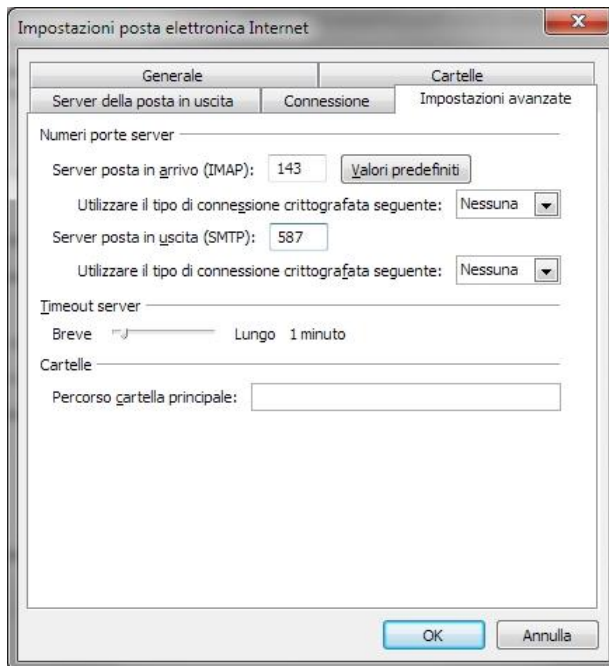 Impostazioni posta elettronica Internet
Generale Cartelle
Server della posta in uscita Connessione Impostazioni avanzate
Numeri porte server
Server posta in arrivo (IMAP): 143 Valori predefiniti
Utilizzare il tipo di connessione crittografata seguente: Nessuna
Server posta in uscita (SMTP): 587
Utilizzare il tipo di connessione crittografata seguente: Nessuna
Timeout server
Breve Lungo 1 minuto
Cartelle
Percorso cartella principale:
OK Annulla